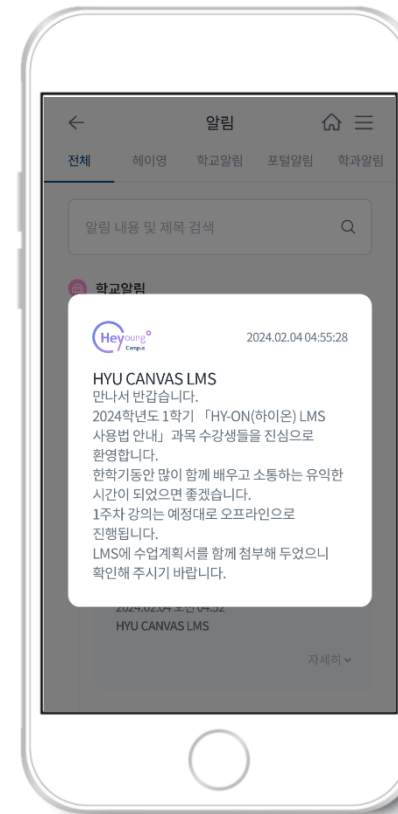 알림
전체 헤이영 학교알림 포털알림 학과알림
알림 내용 및 제목 검색
학교알림
Heyoung
Campus
2024.02.04 04:55:28
HYU CANVAS LMS
만나서 반갑습니다.
2024학년도 1학기 「HY-ON(하이온) LMS
사용법 안내」과목 수강생들을 진심으로
환영합니다.
한학기동안 많이 함께 배우고 소통하는 유익한
시간이 되었으면 좋겠습니다.
1주차 강의는 예정대로 오프라인으로
진행됩니다.
LMS에 수업계획서를 함께 첨부해 두었으니
확인해 주시기 바랍니다.
2024.02.04 오전 04:52
HYU CANVAS LMS
자세히